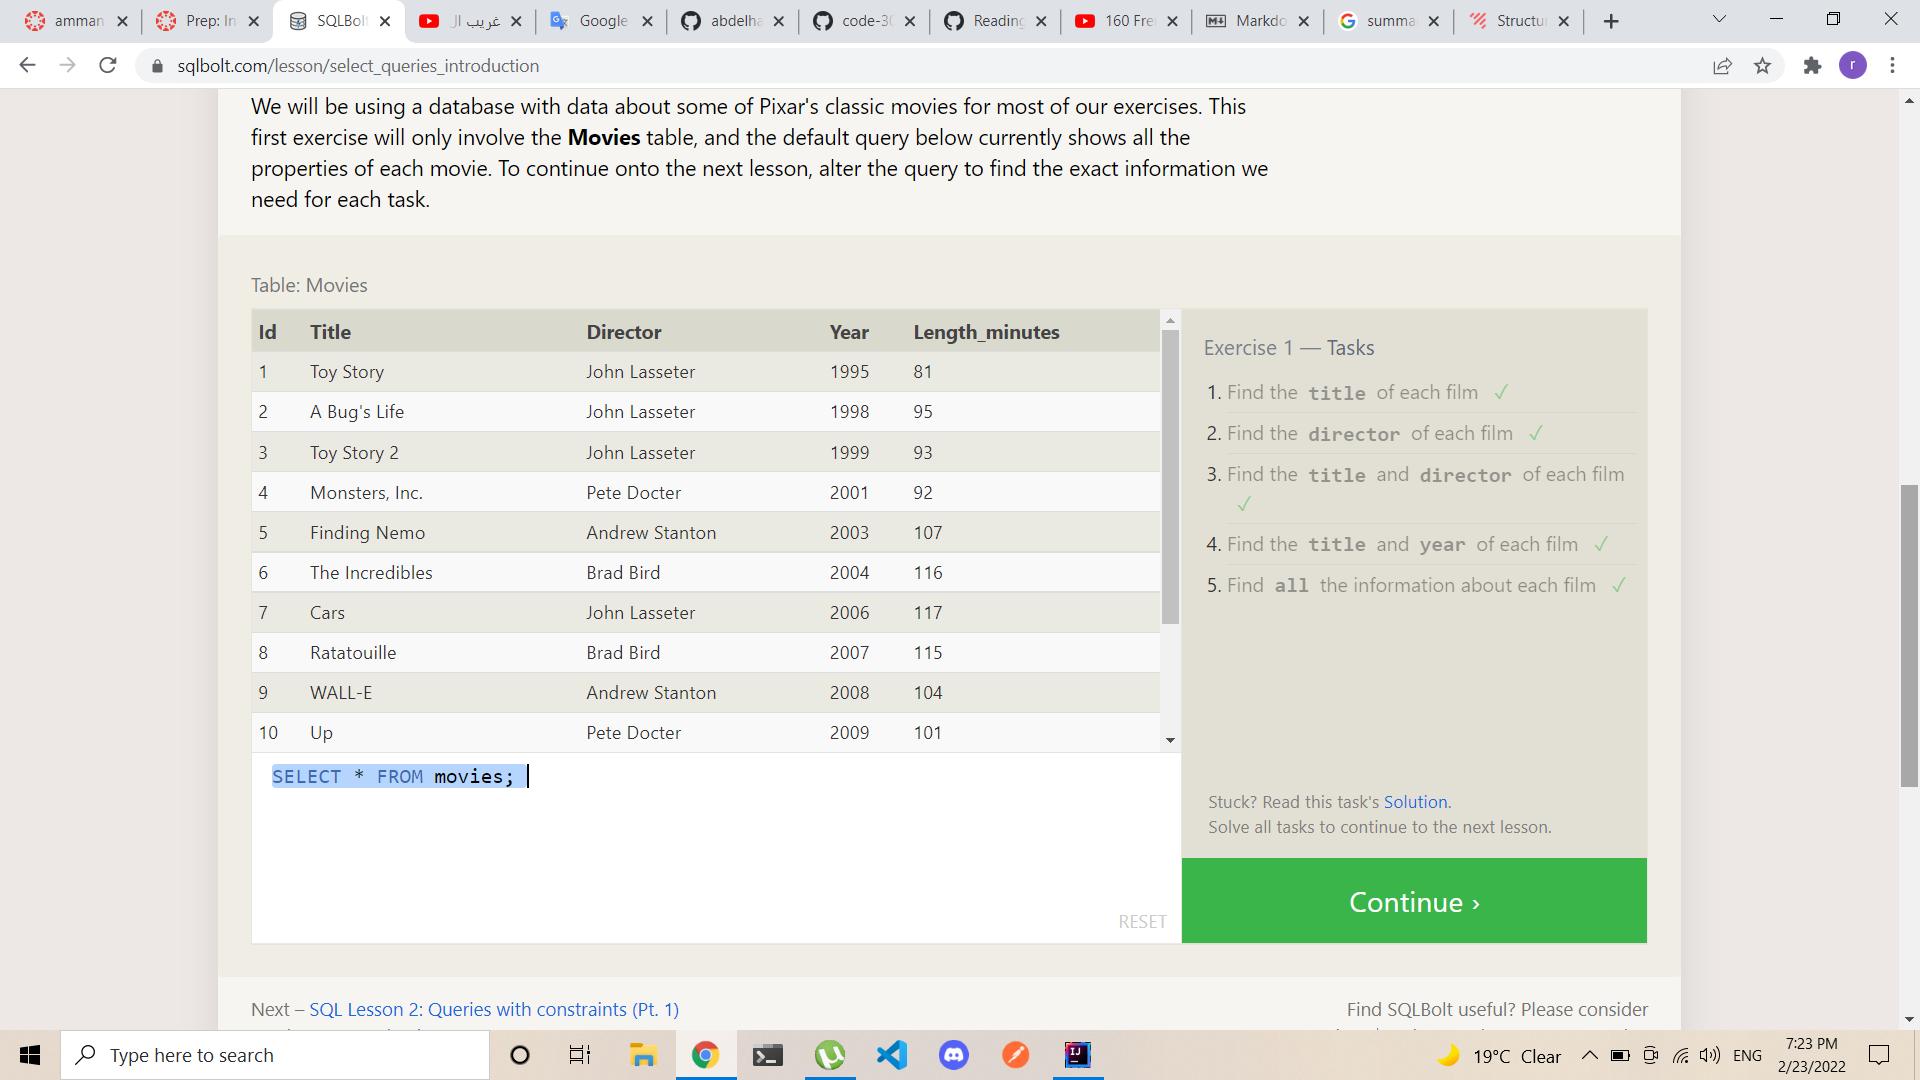 amman
Prep: In
SQLBolt
غريب ال
Google
abdelha
code-30
Reading
160 Fre
Markdo
summa
Structu
sqlbolt.com/lesson/select_queries_introduction
r
We will be using a database with data about some of Pixar's classic movies for most of our exercises. This
first exercise will only involve the Movies table, and the default query below currently shows all the
properties of each movie. To continue onto the next lesson, alter the query to find the exact information we
need for each task.
Table: Movies
Id Title Director Year Length_minutes
1 Toy Story John Lasseter 1995 81
2 A Bug's Life John Lasseter 1998 95
3 Toy Story 2 John Lasseter 1999 93
4 Monsters, Inc. Pete Docter 2001 92
5 Finding Nemo Andrew Stanton 2003 107
6 The Incredibles Brad Bird 2004 116
7 Cars John Lasseter 2006 117
8 Ratatouille Brad Bird 2007 115
9 WALL-E Andrew Stanton 2008 104
10 Up Pete Docter 2009 101
SELECT * FROM movies;
RESET
Exercise 1 — Tasks
1. Find the title of each film ✓
2. Find the director of each film ✓
3. Find the title and director of each film
✓
4. Find the title and year of each film ✓
5. Find all the information about each film ✓
Stuck? Read this task's Solution.
Solve all tasks to continue to the next lesson.
Continue ›
Next – SQL Lesson 2: Queries with constraints (Pt. 1)
Find SQLBolt useful? Please consider
Type here to search
19°C Clear
ENG
7:23 PM
2/23/2022